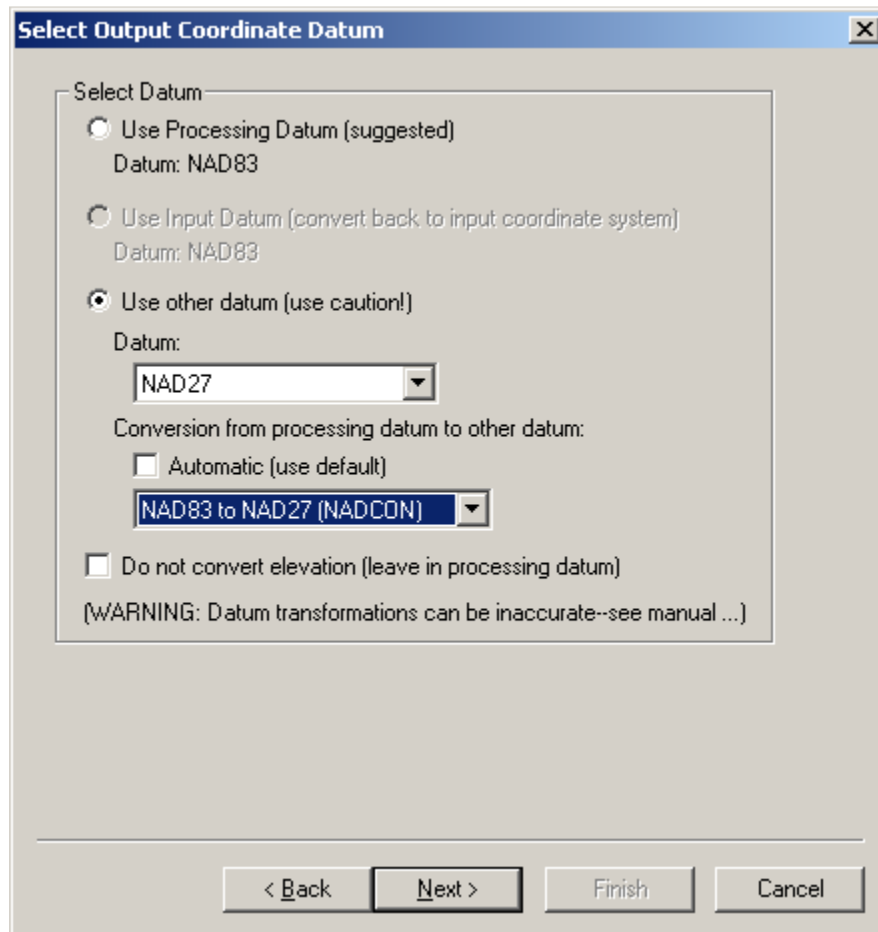 Select Output Coordinate Datum
Select Datum
Use Processing Datum (suggested)
Datum: NAD83
Use Input Datum (convert back to input coordinate system)
Datum: NAD83
Use other datum (use caution!)
Datum:
NAD27
Conversion from processing datum to other datum:
Automatic (use default)
NAD83 to NAD27 (NADCON)
Do not convert elevation (leave in processing datum)
(WARNING: Datum transformations can be inaccurate--see manual ...)
< Back Next > Finish Cancel